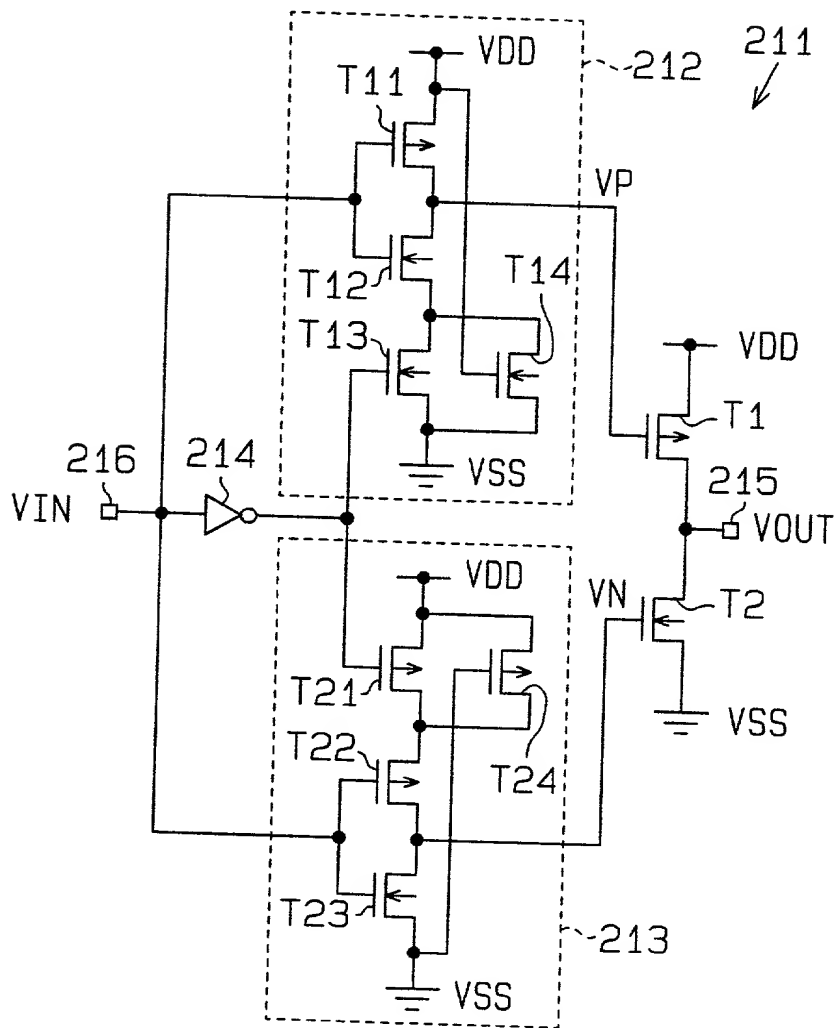 211
VDD
212
T11
VP
T12
T14
T13
VDD
T1
VSS
216
214
215
VIN
VOUT
VDD
VN
T2
T21
T22
T24
VSS
T23
213
VSS